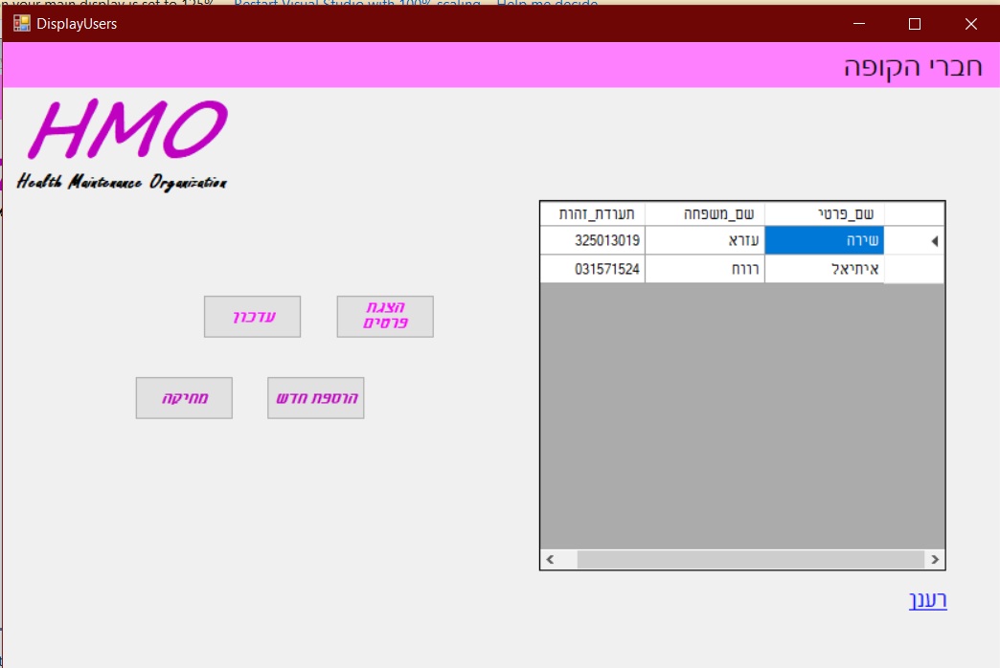 n your main display is set to 125%. Restart Visual Studio with 100% scaling Help me decide
DisplayUsers
חברי הקופה
HMO
Health Maintenance Organization
שם_פרטי שם_משפחה תעודת_זהות
שירה עזרא 325013019
איתיאל רווח 031571524
הצגת
פרטים
עדכון
הוספת חדש
מחיקה
רענן